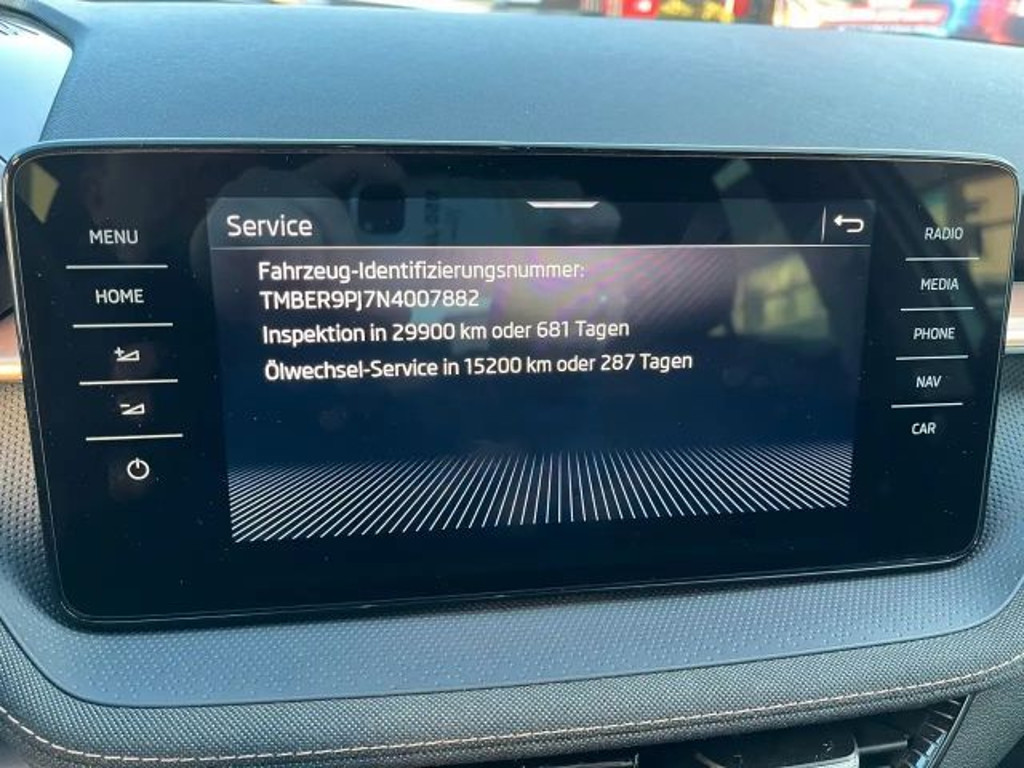 MENU
HOME
Service
Fahrzeug-Identifizierungsnummer:
TMBER9PJ7N4007882
Inspektion in 29900 km oder 681 Tagen
Ölwechsel-Service in 15200 km oder 287 Tagen
RADIO
MEDIA
PHONE
NAV
CAR